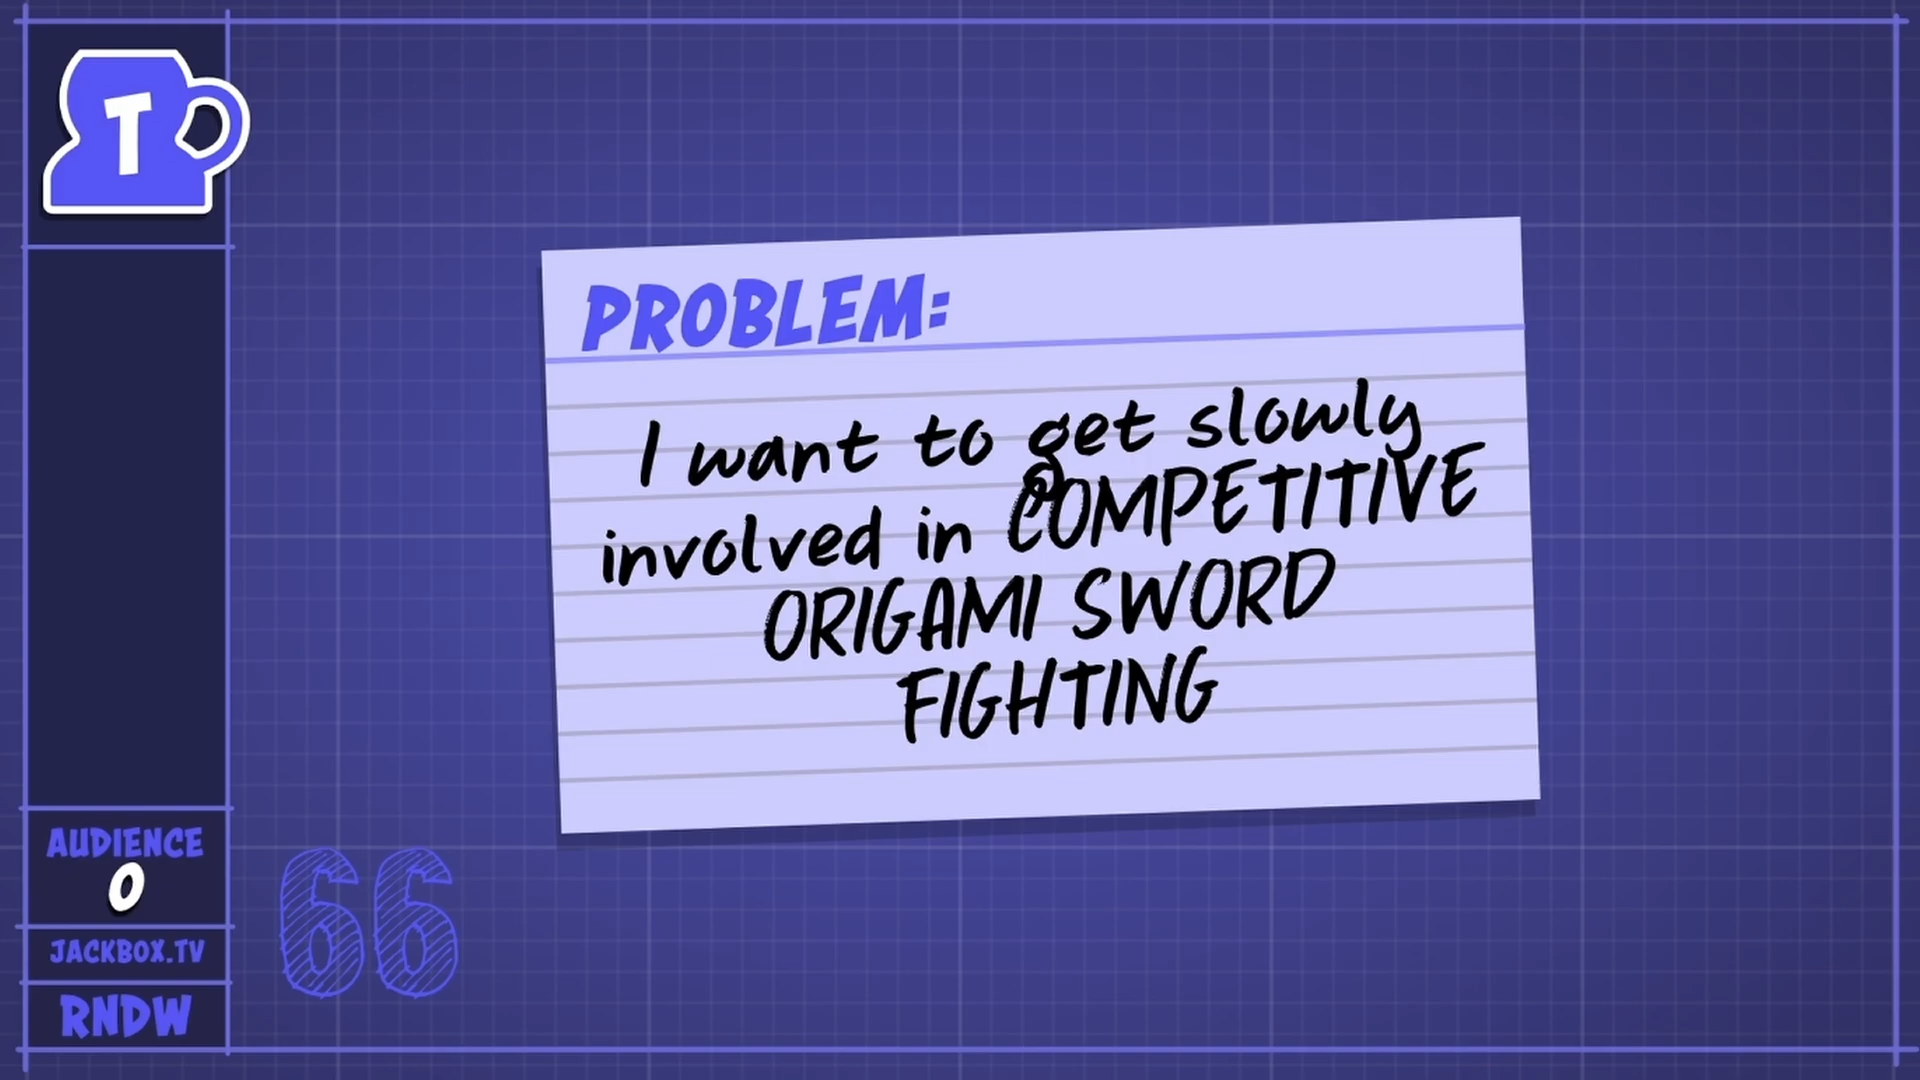 T
PROBLEM:
I want to get slowly
involved in COMPETITIVE
ORIGAMI SWORD
FIGHTING
AUDIENCE
0
JACKBOX.TV
RNDW
66